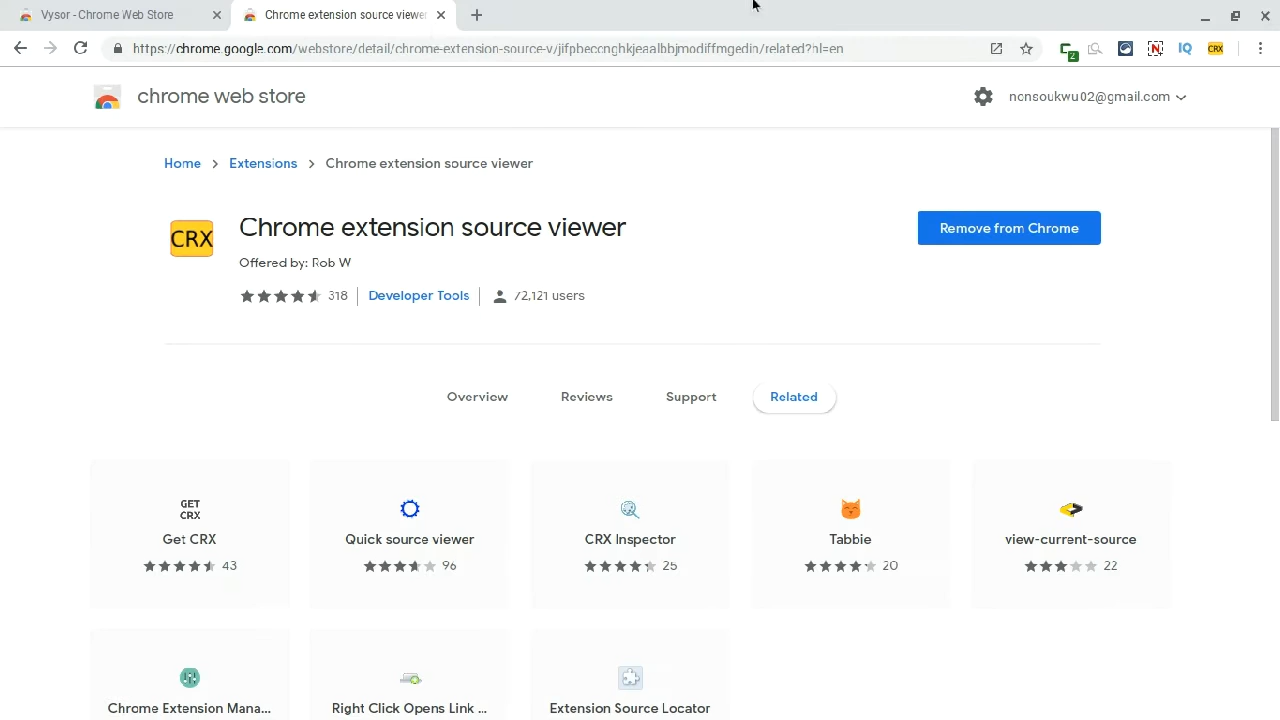 Vysor - Chrome Web Store
Chrome extension source viewer
https://chrome.google.com/webstore/detail/chrome-extension-source-v/jifpbeccnghkjeaalbbjmodiffmgedin/related?hl=en
2
N
IQ
CRX
chrome web store
nonsoukwu02@gmail.com
Home > Extensions > Chrome extension source viewer
CRX
Chrome extension source viewer
Remove from Chrome
Offered by: Rob W
318
Developer Tools
72,121 users
Overview
Reviews
Support
Related
GET
CRX
Get CRX
43
Quick source viewer
96
CRX Inspector
25
Tabbie
20
view-current-source
22
Chrome Extension Mana...
Right Click Opens Link ...
Extension Source Locator